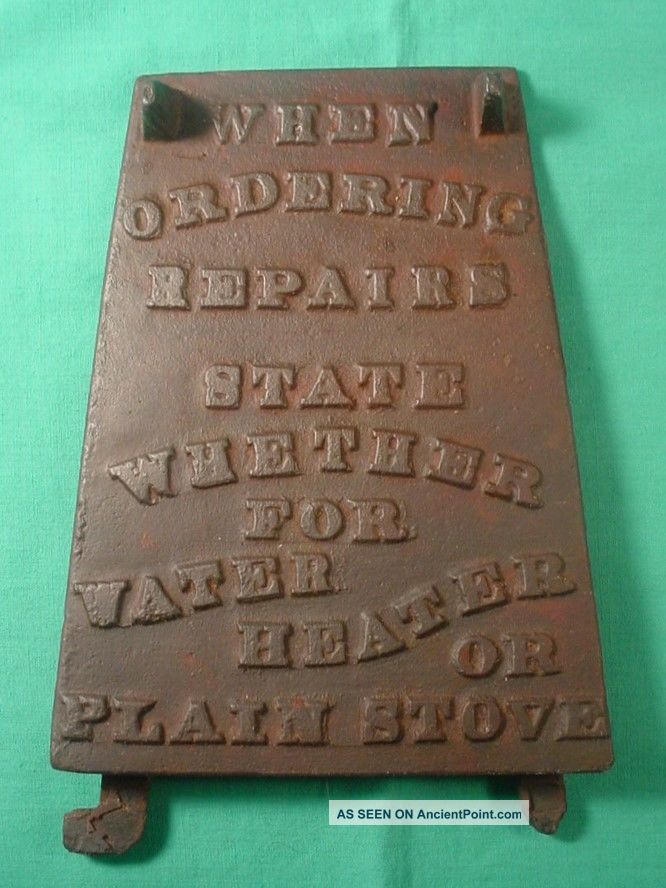 WHEN
ORDERING
REPAIRS
STATE
WHETHER
FOR
WATER
HEATER
OR
PLAIN STOVE
AS SEEN ON AncientPoint.com